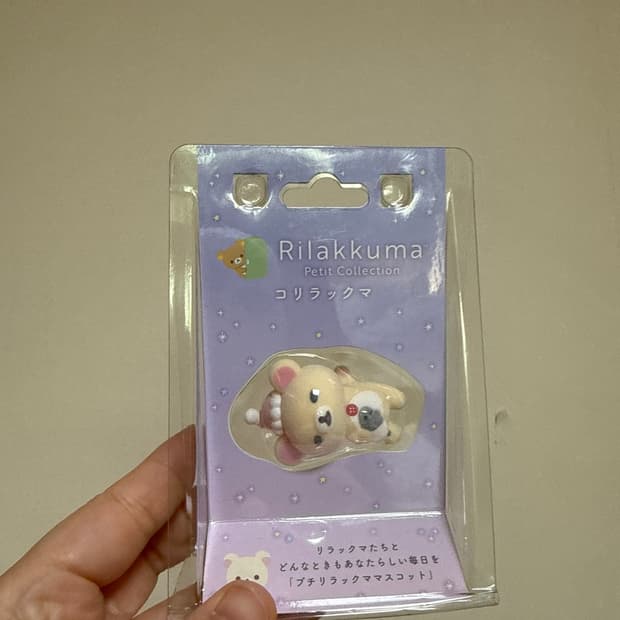 Rilakkuma
Petit Collection
コリラックマ
リラックマたちと
どんなときもあなたらしい毎日を
「プチリラックママスコット」